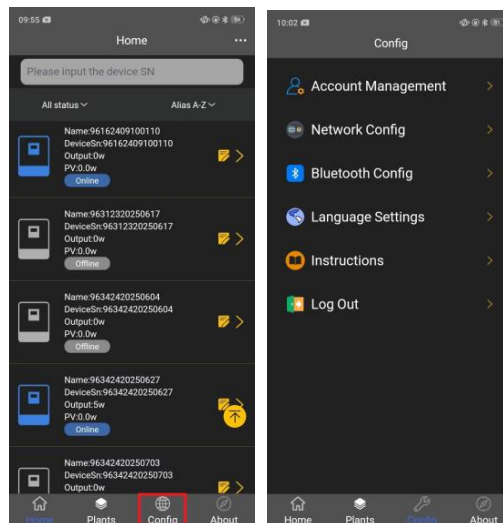 09:55
Home
Please input the device SN
All status
Alias A-Z
Name:96162409100110
DeviceSn:96162409100110
Output:0w
PV:0.0w
Online
Name:96312320250617
DeviceSn:96312320250617
Output:0w
PV:0.0w
Offline
Name:96342420250604
DeviceSn:96342420250604
Output:0w
PV:0.0w
Offline
Name:96342420250627
DeviceSn:96342420250627
Output:5w
PV:0.0w
Online
Name:96342420250703
DeviceSn:96342420250703
Output:0w
Home
Plants
Config
About
10:02
Config
Account Management
Network Config
Bluetooth Config
Language Settings
Instructions
Log Out
Home
Plants
Config
About